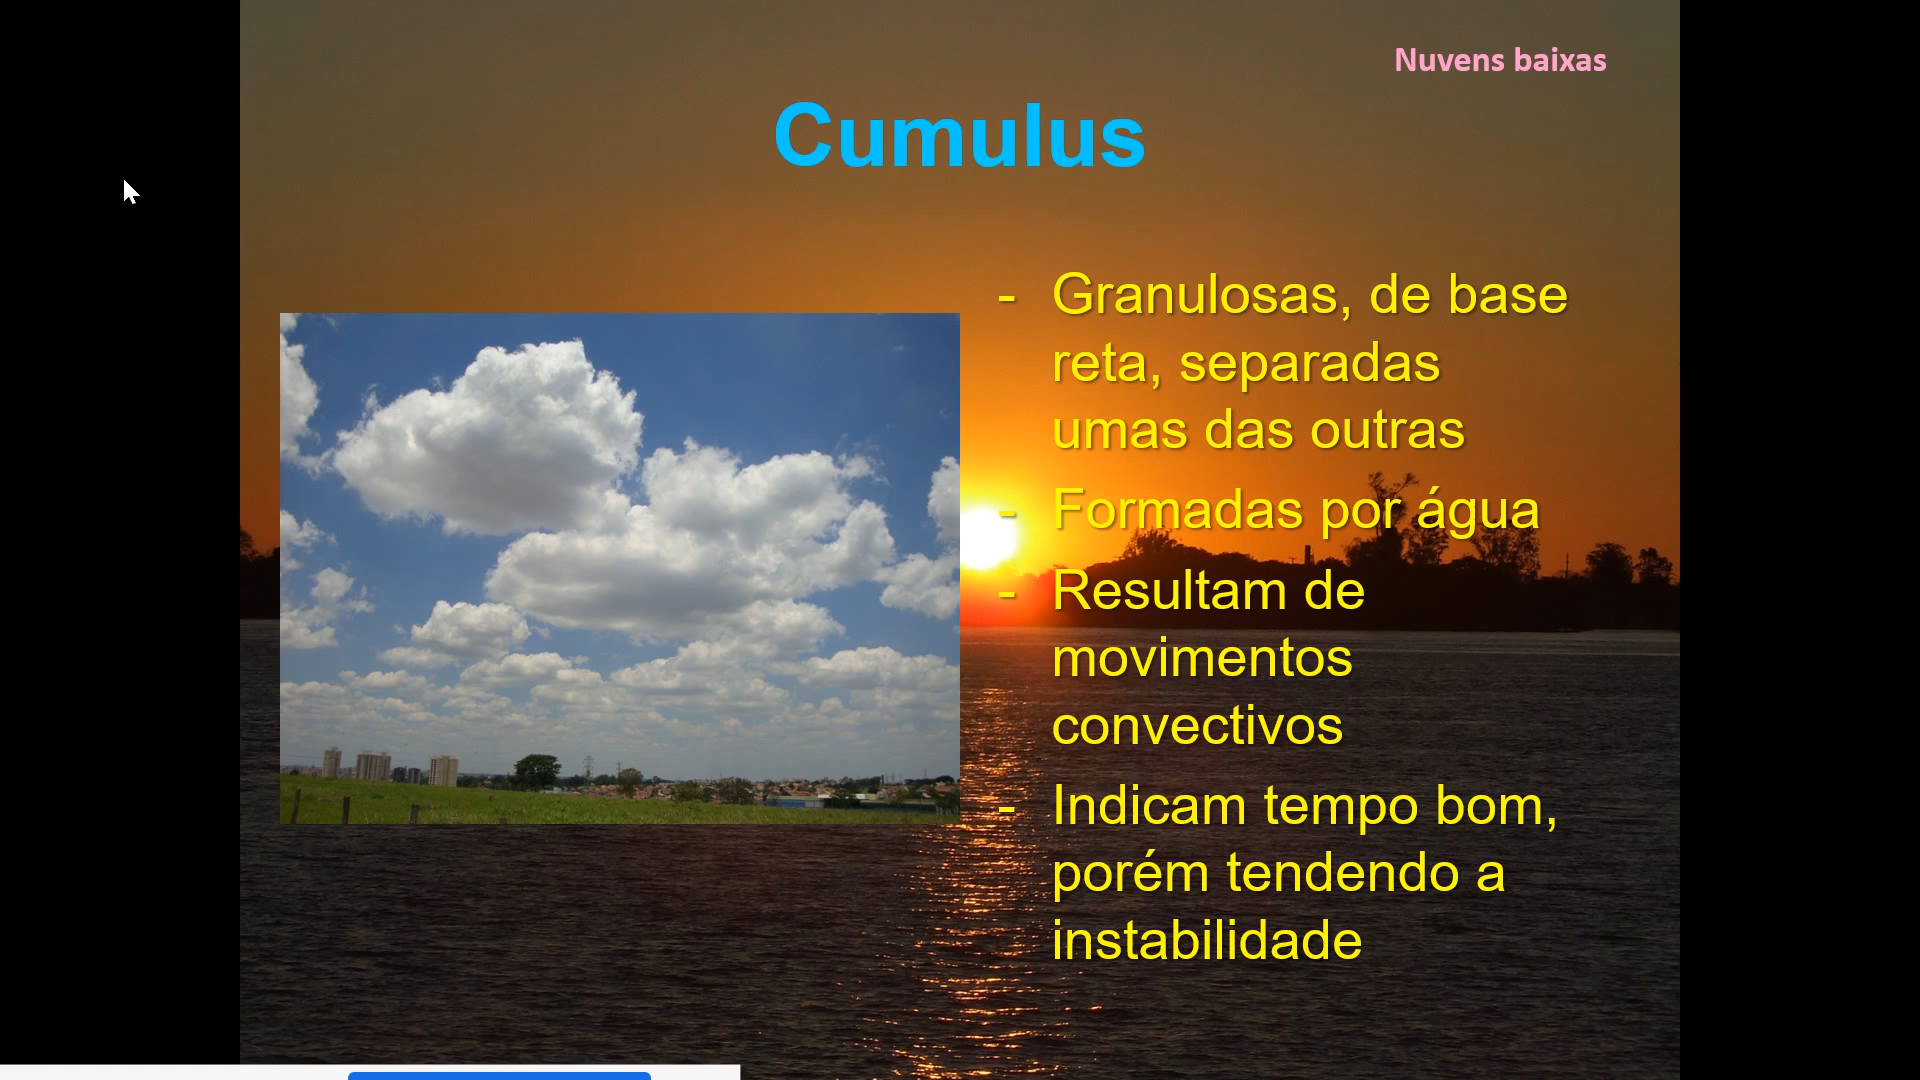 Nuvens baixas
Cumulus
- Granulosas, de base
reta, separadas
umas das outras
- Formadas por água
- Resultam de
movimentos
convectivos
- Indicam tempo bom,
porém tendendo a
instabilidade